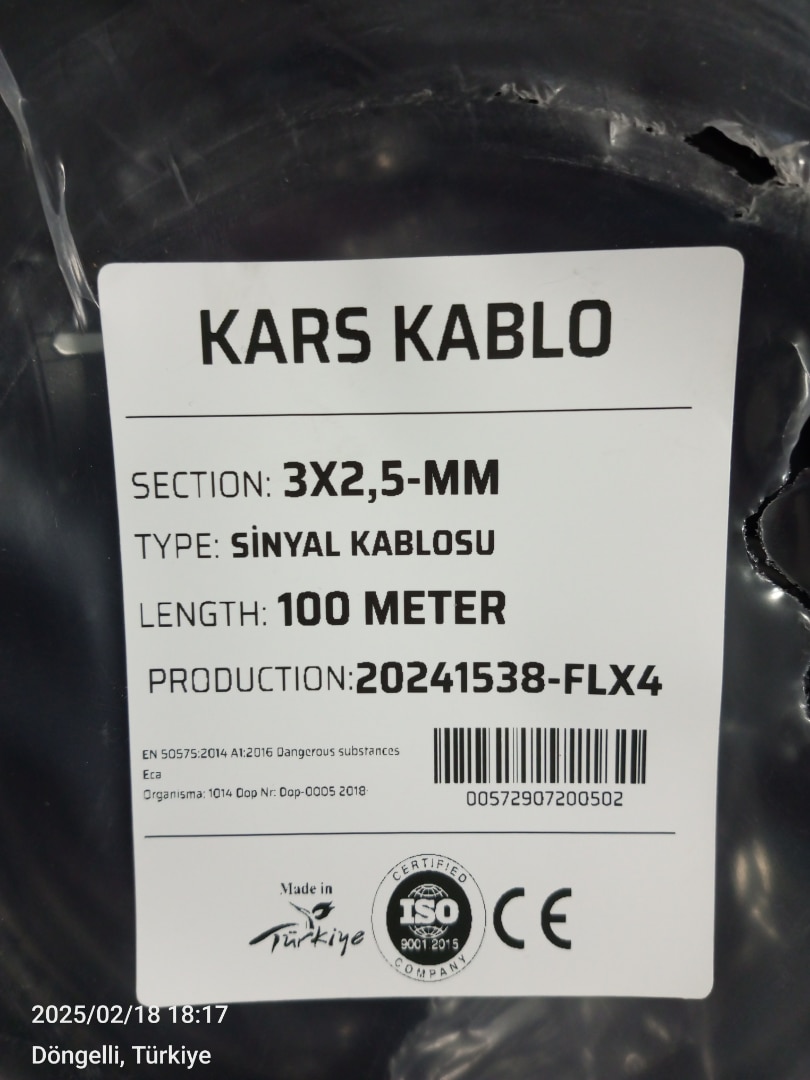 KARS KABLO
SECTION: 3X2,5-MM
TYPE: SİNYAL KABLOSU
LENGTH: 100 METER
PRODUCTION:20241538-FLX4
EN 50575:2014 A1:2016 Dangerous substances
Eca
Organisma: 1014 Dop Nr: Dop-0005 2018
00572907200502
Made in
Türkiye
CERTIFIED
ISO
9001 2015
COMPANY
CE
2025/02/18 18:17
Döngelli, Türkiye